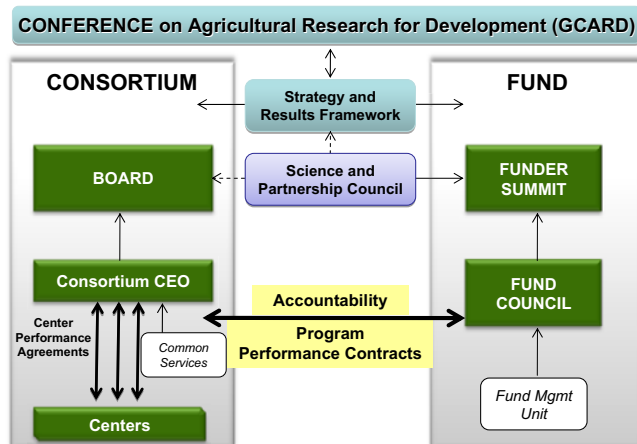 CONFERENCE on Agricultural Research for Development (GCARD)
CONSORTIUM
FUND
Strategy and
Results Framework
BOARD
Science and
Partnership Council
FUNDER
SUMMIT
Consortium CEO
FUND
COUNCIL
Accountability
Program
Performance Contracts
Center
Performance
Agreements
Common
Services
Centers
Fund Mgmt
Unit